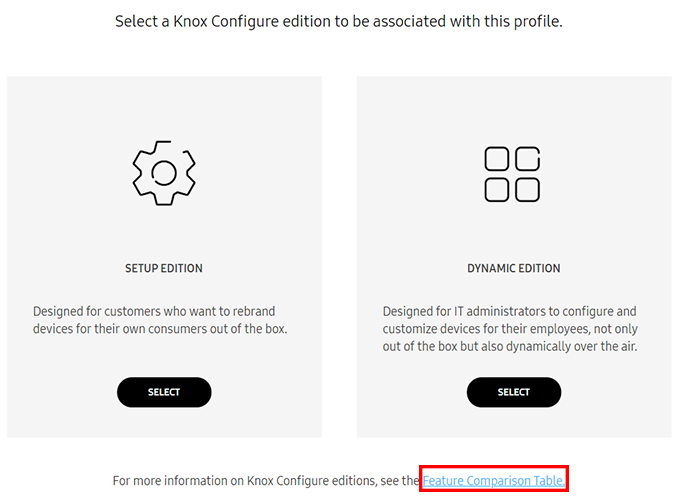 Select a Knox Configure edition to be associated with this profile.
SETUP EDITION
Designed for customers who want to rebrand
devices for their own consumers out of the box.
SELECT
DYNAMIC EDITION
Designed for IT administrators to configure and
customize devices for their employees, not only
out of the box but also dynamically over the air.
SELECT
For more information on Knox Configure editions, see the Feature Comparison Table.